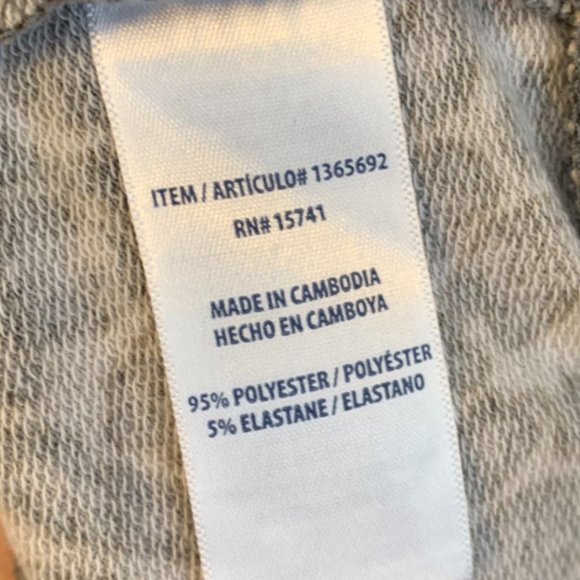 ITEM / ARTÍCULO# 1365692
RN# 15741
MADE IN CAMBODIA
HECHO EN CAMBOYA
95% POLYESTER / POLYÉSTER
5% ELASTANE / ELASTANO